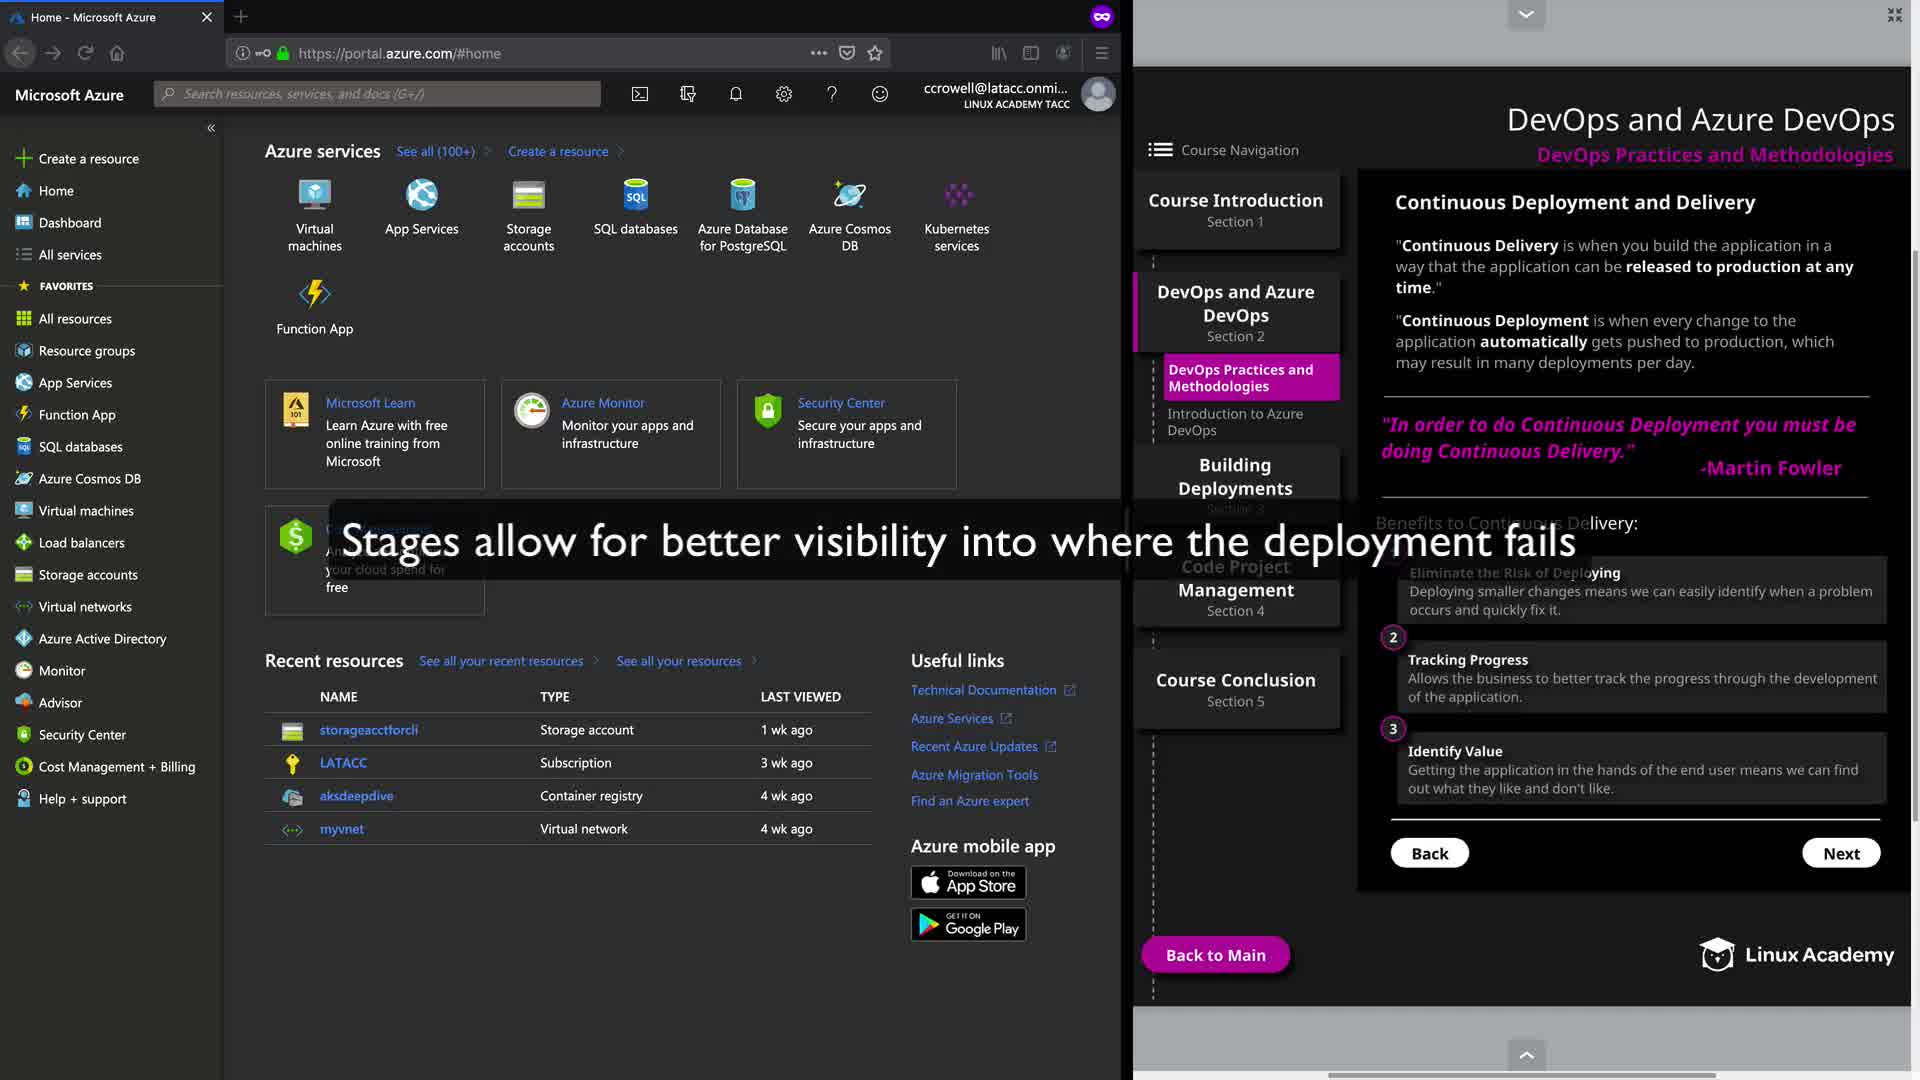 Home - Microsoft Azure
https://portal.azure.com/#home
Microsoft Azure
Search resources, services, and docs (G+/)
ccrowell@latacc.onmi...
LINUX ACADEMY TACC
Create a resource
Home
Dashboard
All services
FAVORITES
All resources
Resource groups
App Services
Function App
SQL databases
Azure Cosmos DB
Virtual machines
Load balancers
Storage accounts
Virtual networks
Azure Active Directory
Monitor
Advisor
Security Center
Cost Management + Billing
Help + support
Azure services
See all (100+)
Create a resource
Virtual
machines
App Services
Storage
accounts
SQL
SQL databases
Azure Database
for PostgreSQL
Azure Cosmos
DB
Kubernetes
services
Function App
101
Microsoft Learn
Learn Azure with free
online training from
Microsoft
Azure Monitor
Monitor your apps and
infrastructure
Security Center
Secure your apps and
infrastructure
your cloud spend for
free
Stages allow for better visibility into where the deployment fails
Recent resources
See all your recent resources
See all your resources
NAME TYPE LAST VIEWED
storageacctforcli Storage account 1 wk ago
LATACC Subscription 3 wk ago
aksdeepdive Container registry 4 wk ago
myvnet Virtual network 4 wk ago
Useful links
Technical Documentation
Azure Services
Recent Azure Updates
Azure Migration Tools
Find an Azure expert
Azure mobile app
Download on the
App Store
GET IT ON
Google Play
DevOps and Azure DevOps
DevOps Practices and Methodologies
Course Navigation
Course Introduction
Section 1
DevOps and Azure
DevOps
Section 2
DevOps Practices and
Methodologies
Introduction to Azure
DevOps
Building
Deployments
Section 3
Code Project
Management
Section 4
Course Conclusion
Section 5
Back to Main
Continuous Deployment and Delivery
"Continuous Delivery is when you build the application in a
way that the application can be released to production at any
time."
"Continuous Deployment is when every change to the
application automatically gets pushed to production, which
may result in many deployments per day.
"In order to do Continuous Deployment you must be
doing Continuous Delivery."
-Martin Fowler
Benefits to Continuous Delivery:
Eliminate the Risk of Deploying
Deploying smaller changes means we can easily identify when a problem
occurs and quickly fix it.
2
Tracking Progress
Allows the business to better track the progress through the development
of the application.
3
Identify Value
Getting the application in the hands of the end user means we can find
out what they like and don't like.
Back
Next
Linux Academy